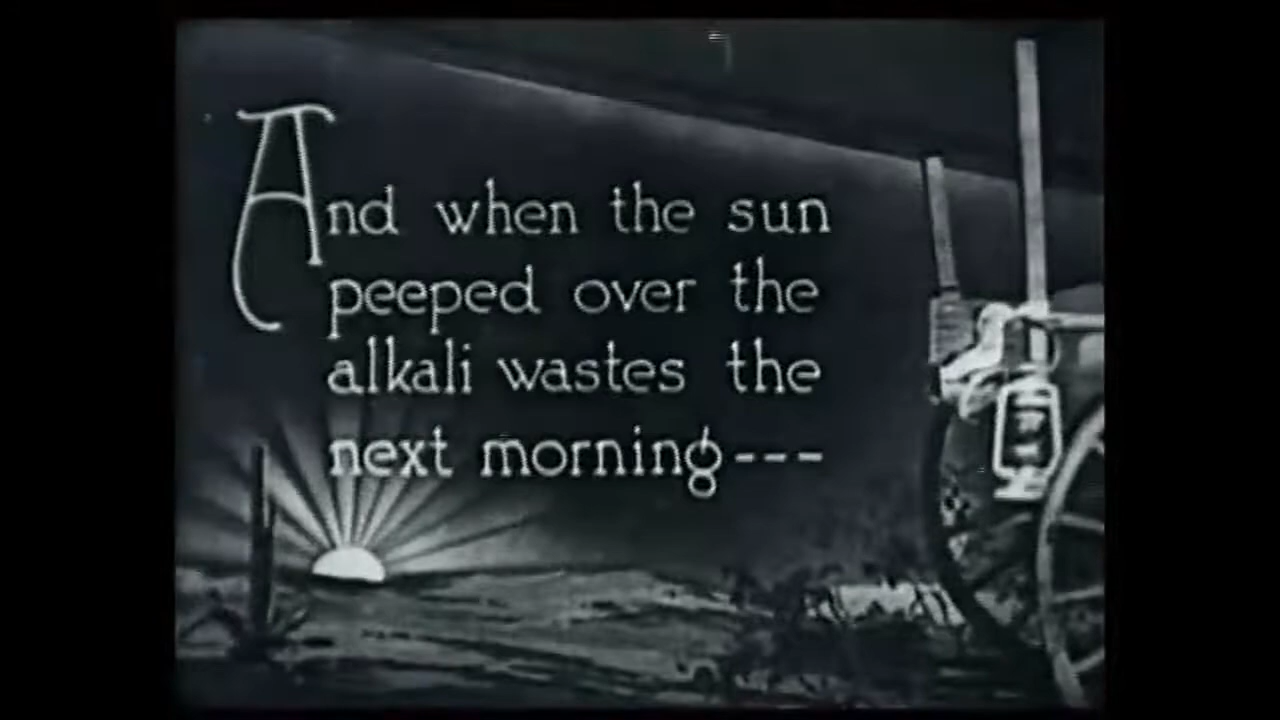 And when the sun
peeped over the
alkali wastes the
next morning---